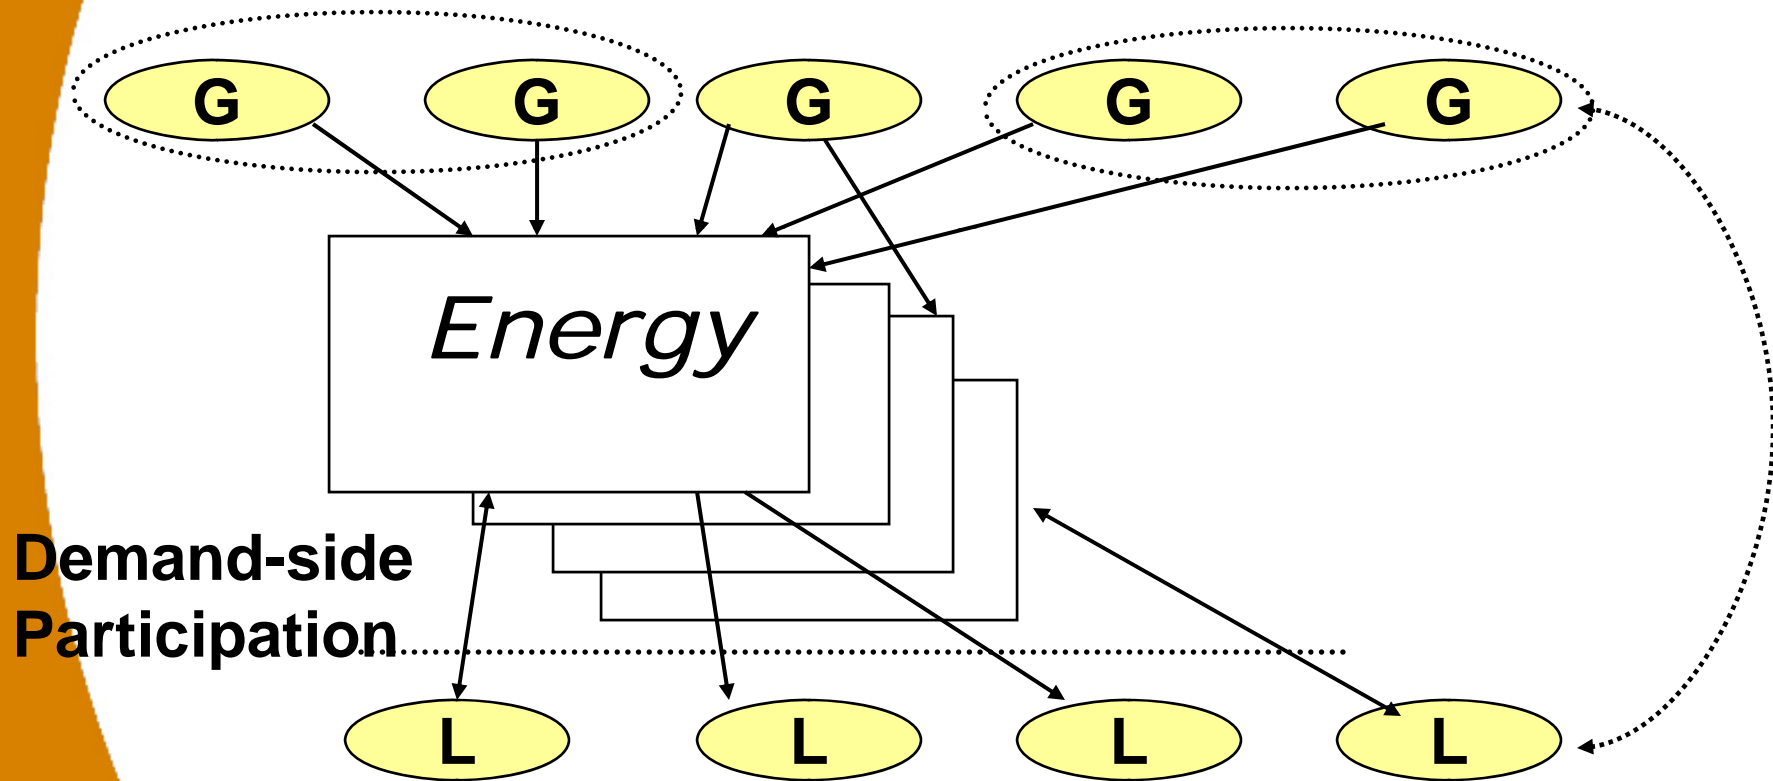 G G G G G
Energy
Demand-side
Participation
L L L L